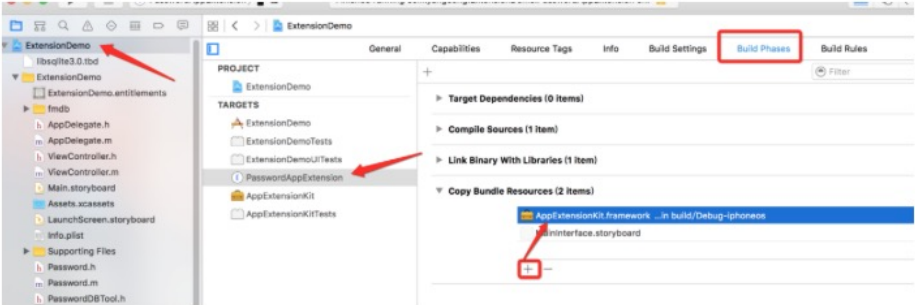 ExtensionDemo
ExtensionDemo
libsqlite3.0.tbd
ExtensionDemo
ExtensionDemo.entitlements
fmdb
AppDelegate.h
AppDelegate.m
ViewController.h
ViewController.m
Main.storyboard
Assets.xcassets
LaunchScreen.storyboard
Info.plist
Supporting Files
Password.h
Password.m
PasswordDBTool.h
General Capabilities Resource Tags Info Build Settings Build Phases Build Rules
PROJECT
ExtensionDemo
TARGETS
ExtensionDemo
ExtensionDemoTests
ExtensionDemoUITests
PasswordAppExtension
AppExtensionKit
AppExtensionKitTests
+ Filter
Target Dependencies (0 items)
Compile Sources (1 item)
Link Binary With Libraries (1 item)
Copy Bundle Resources (2 items)
AppExtensionKit.framework ...in build/Debug-iphoneos
MainInterface.storyboard
+ −